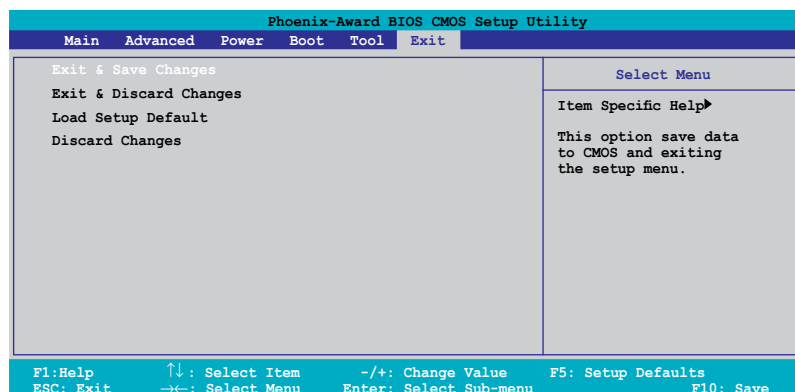 Phoenix-Award BIOS CMOS Setup Utility
Main Advanced Power Boot Tool Exit
Exit & Save Changes
Exit & Discard Changes
Load Setup Default
Discard Changes
Select Menu
Item Specific Help▶
This option save data
to CMOS and exiting
the setup menu.
F1:Help ↑↓: Select Item -/+: Change Value F5: Setup Defaults
ESC: Exit →←: Select Menu Enter: Select Sub-menu F10: Save